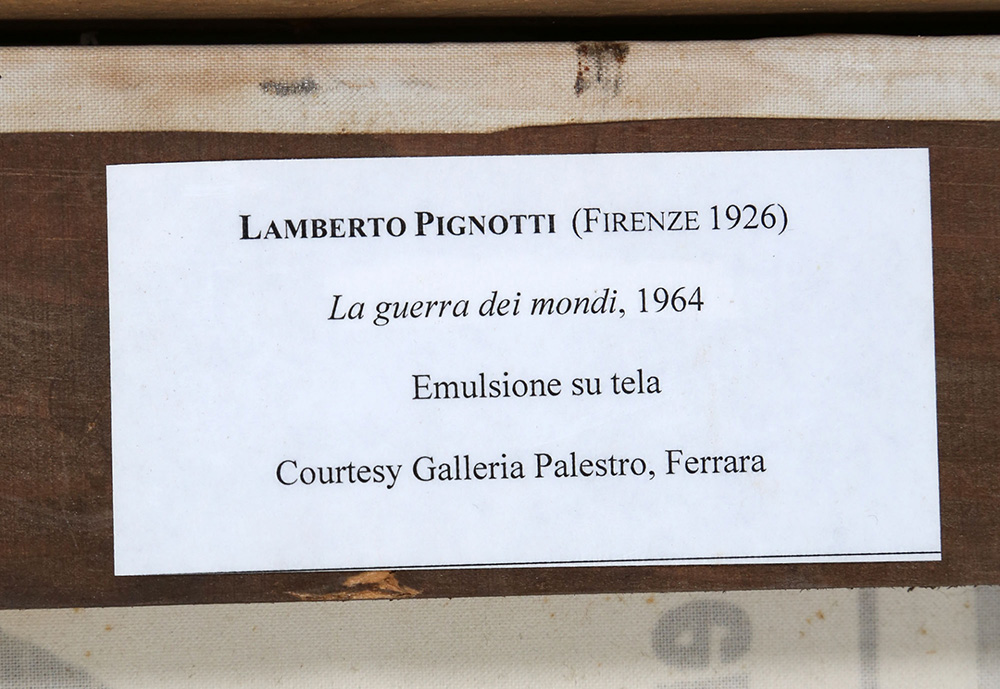 LAMBERTO PIGNOTTI (FIRENZE 1926)
La guerra dei mondi, 1964
Emulsione su tela
Courtesy Galleria Palestro, Ferrara